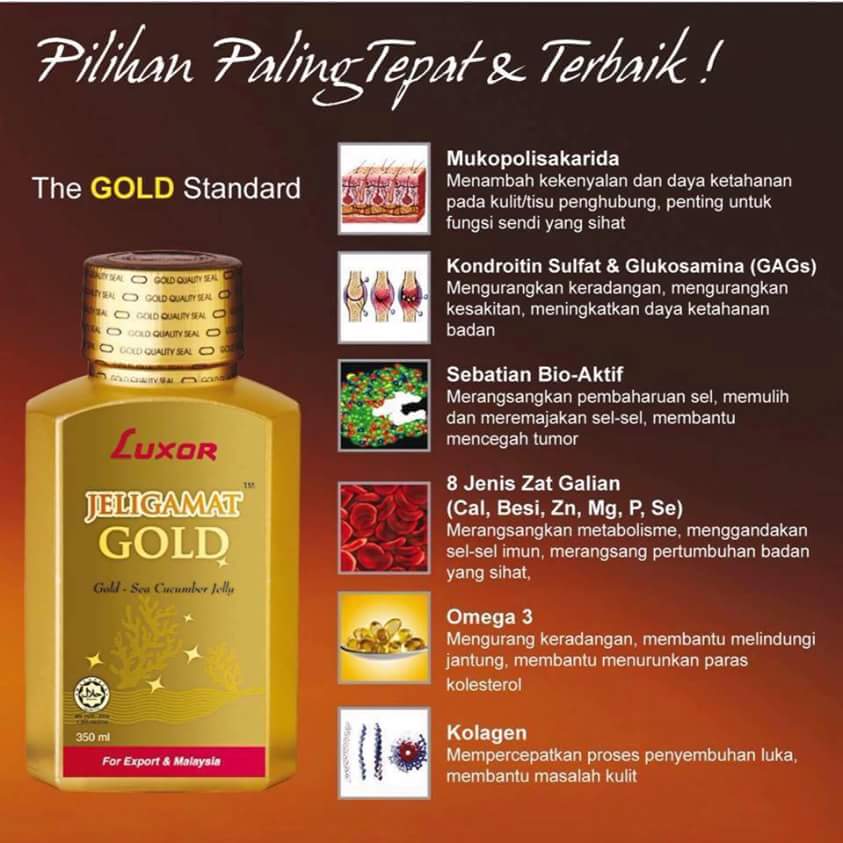 Pilihan Paling Tepat & Terbaik !
The GOLD Standard
GOLD QUALITY SEAL
GOLD QUALITY SEAL
GOLD QUALITY SEAL
GOLD QUALITY SEAL
GOLD QUALITY SEAL
LUXOR
JELIGAMAT™
GOLD
Gold - Sea Cucumber Jelly
350 ml
For Export & Malaysia
Mukopolisakarida
Menambah kekenyalan dan daya ketahanan
pada kulit/tisu penghubung, penting untuk
fungsi sendi yang sihat
Kondroitin Sulfat & Glukosamina (GAGs)
Mengurangkan keradangan, mengurangkan
kesakitan, meningkatkan daya ketahanan
badan
Sebatian Bio-Aktif
Merangsangkan pembaharuan sel, memulih
dan meremajakan sel-sel, membantu
mencegah tumor
8 Jenis Zat Galian
(Cal, Besi, Zn, Mg, P, Se)
Merangsangkan metabolisme, menggandakan
sel-sel imun, merangsang pertumbuhan badan
yang sihat,
Omega 3
Mengurang keradangan, membantu melindungi
jantung, membantu menurunkan paras
kolesterol
Kolagen
Mempercepatkan proses penyembuhan luka,
membantu masalah kulit